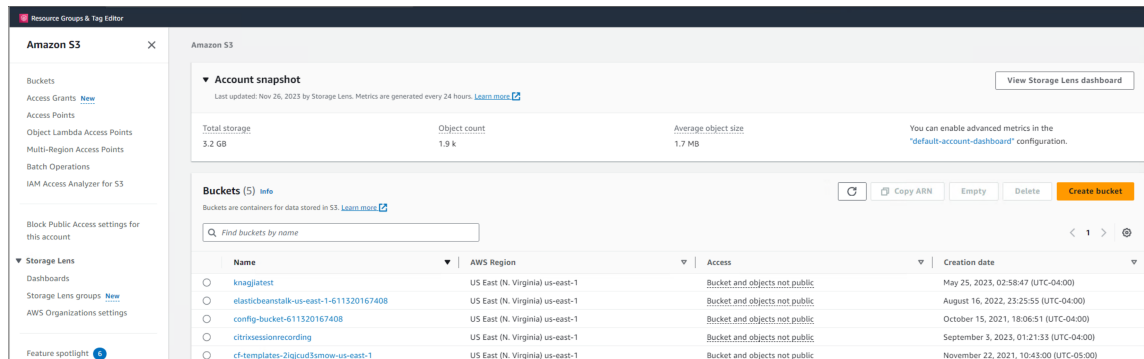 Resource Groups & Tag Editor
Amazon S3
Buckets
Access Grants New
Access Points
Object Lambda Access Points
Multi-Region Access Points
Batch Operations
IAM Access Analyzer for S3
Block Public Access settings for
this account
Storage Lens
Dashboards
Storage Lens groups New
AWS Organizations settings
Feature spotlight 6
Amazon S3
Account snapshot
Last updated: Nov 26, 2023 by Storage Lens. Metrics are generated every 24 hours. Learn more
View Storage Lens dashboard
Total storage
3.2 GB
Object count
1.9 k
Average object size
1.7 MB
You can enable advanced metrics in the
"default-account-dashboard" configuration.
Buckets (5) Info
Buckets are containers for data stored in S3. Learn more
Copy ARN Empty Delete Create bucket
Find buckets by name
1
Name AWS Region Access Creation date
knagjiatest US East (N. Virginia) us-east-1 Bucket and objects not public May 25, 2023, 02:58:47 (UTC-04:00)
elasticbeanstalk-us-east-1-611320167408 US East (N. Virginia) us-east-1 Bucket and objects not public August 16, 2022, 23:25:55 (UTC-04:00)
config-bucket-611320167408 US East (N. Virginia) us-east-1 Bucket and objects not public October 15, 2021, 18:06:51 (UTC-04:00)
citrixsessionrecording US East (N. Virginia) us-east-1 Bucket and objects not public September 3, 2023, 01:21:33 (UTC-04:00)
cf-templates-2iqjcud3smow-us-east-1 US East (N. Virginia) us-east-1 Bucket and objects not public November 22, 2021, 10:43:00 (UTC-05:00)